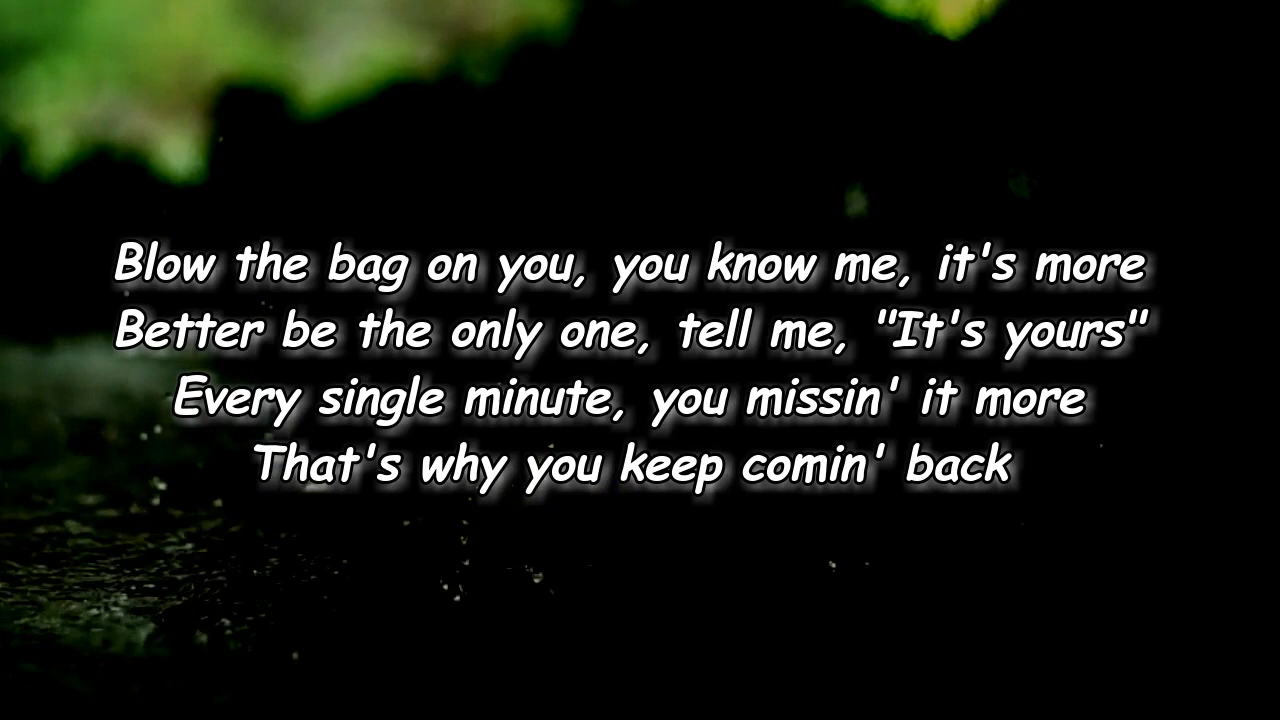 Blow the bag on you, you know me, it's more
Better be the only one, tell me, "It's yours"
Every single minute, you missin' it more
That's why you keep comin' back